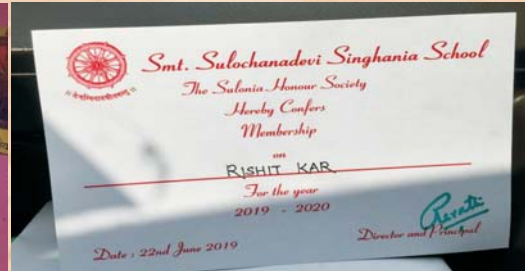 Smt. Sulochanadevi Singhania School
The Sulonia Honour Society
Hereby Confers
Membership
on
RISHIT KAR
For the year
2019 - 2020
Date : 22nd June 2019
Director and Principal